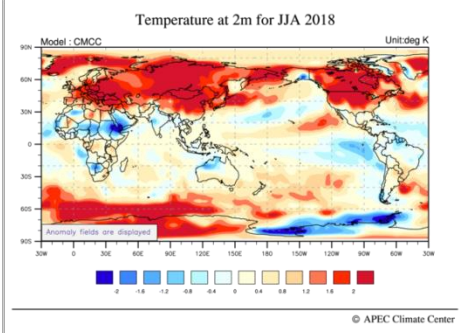 Temperature at 2m for JJA 2018
Model : CMCC
Unit:deg K
90N
60N
30N
0
30S
60S
90S
Anomaly fields are displayed
30W 0 30E 60E 90E 120E 150E 180 150W 120W 90W 60W 30W
-2 -1.6 -1.2 -0.8 -0.4 0 0.4 0.8 1.2 1.6 2
© APEC Climate Center